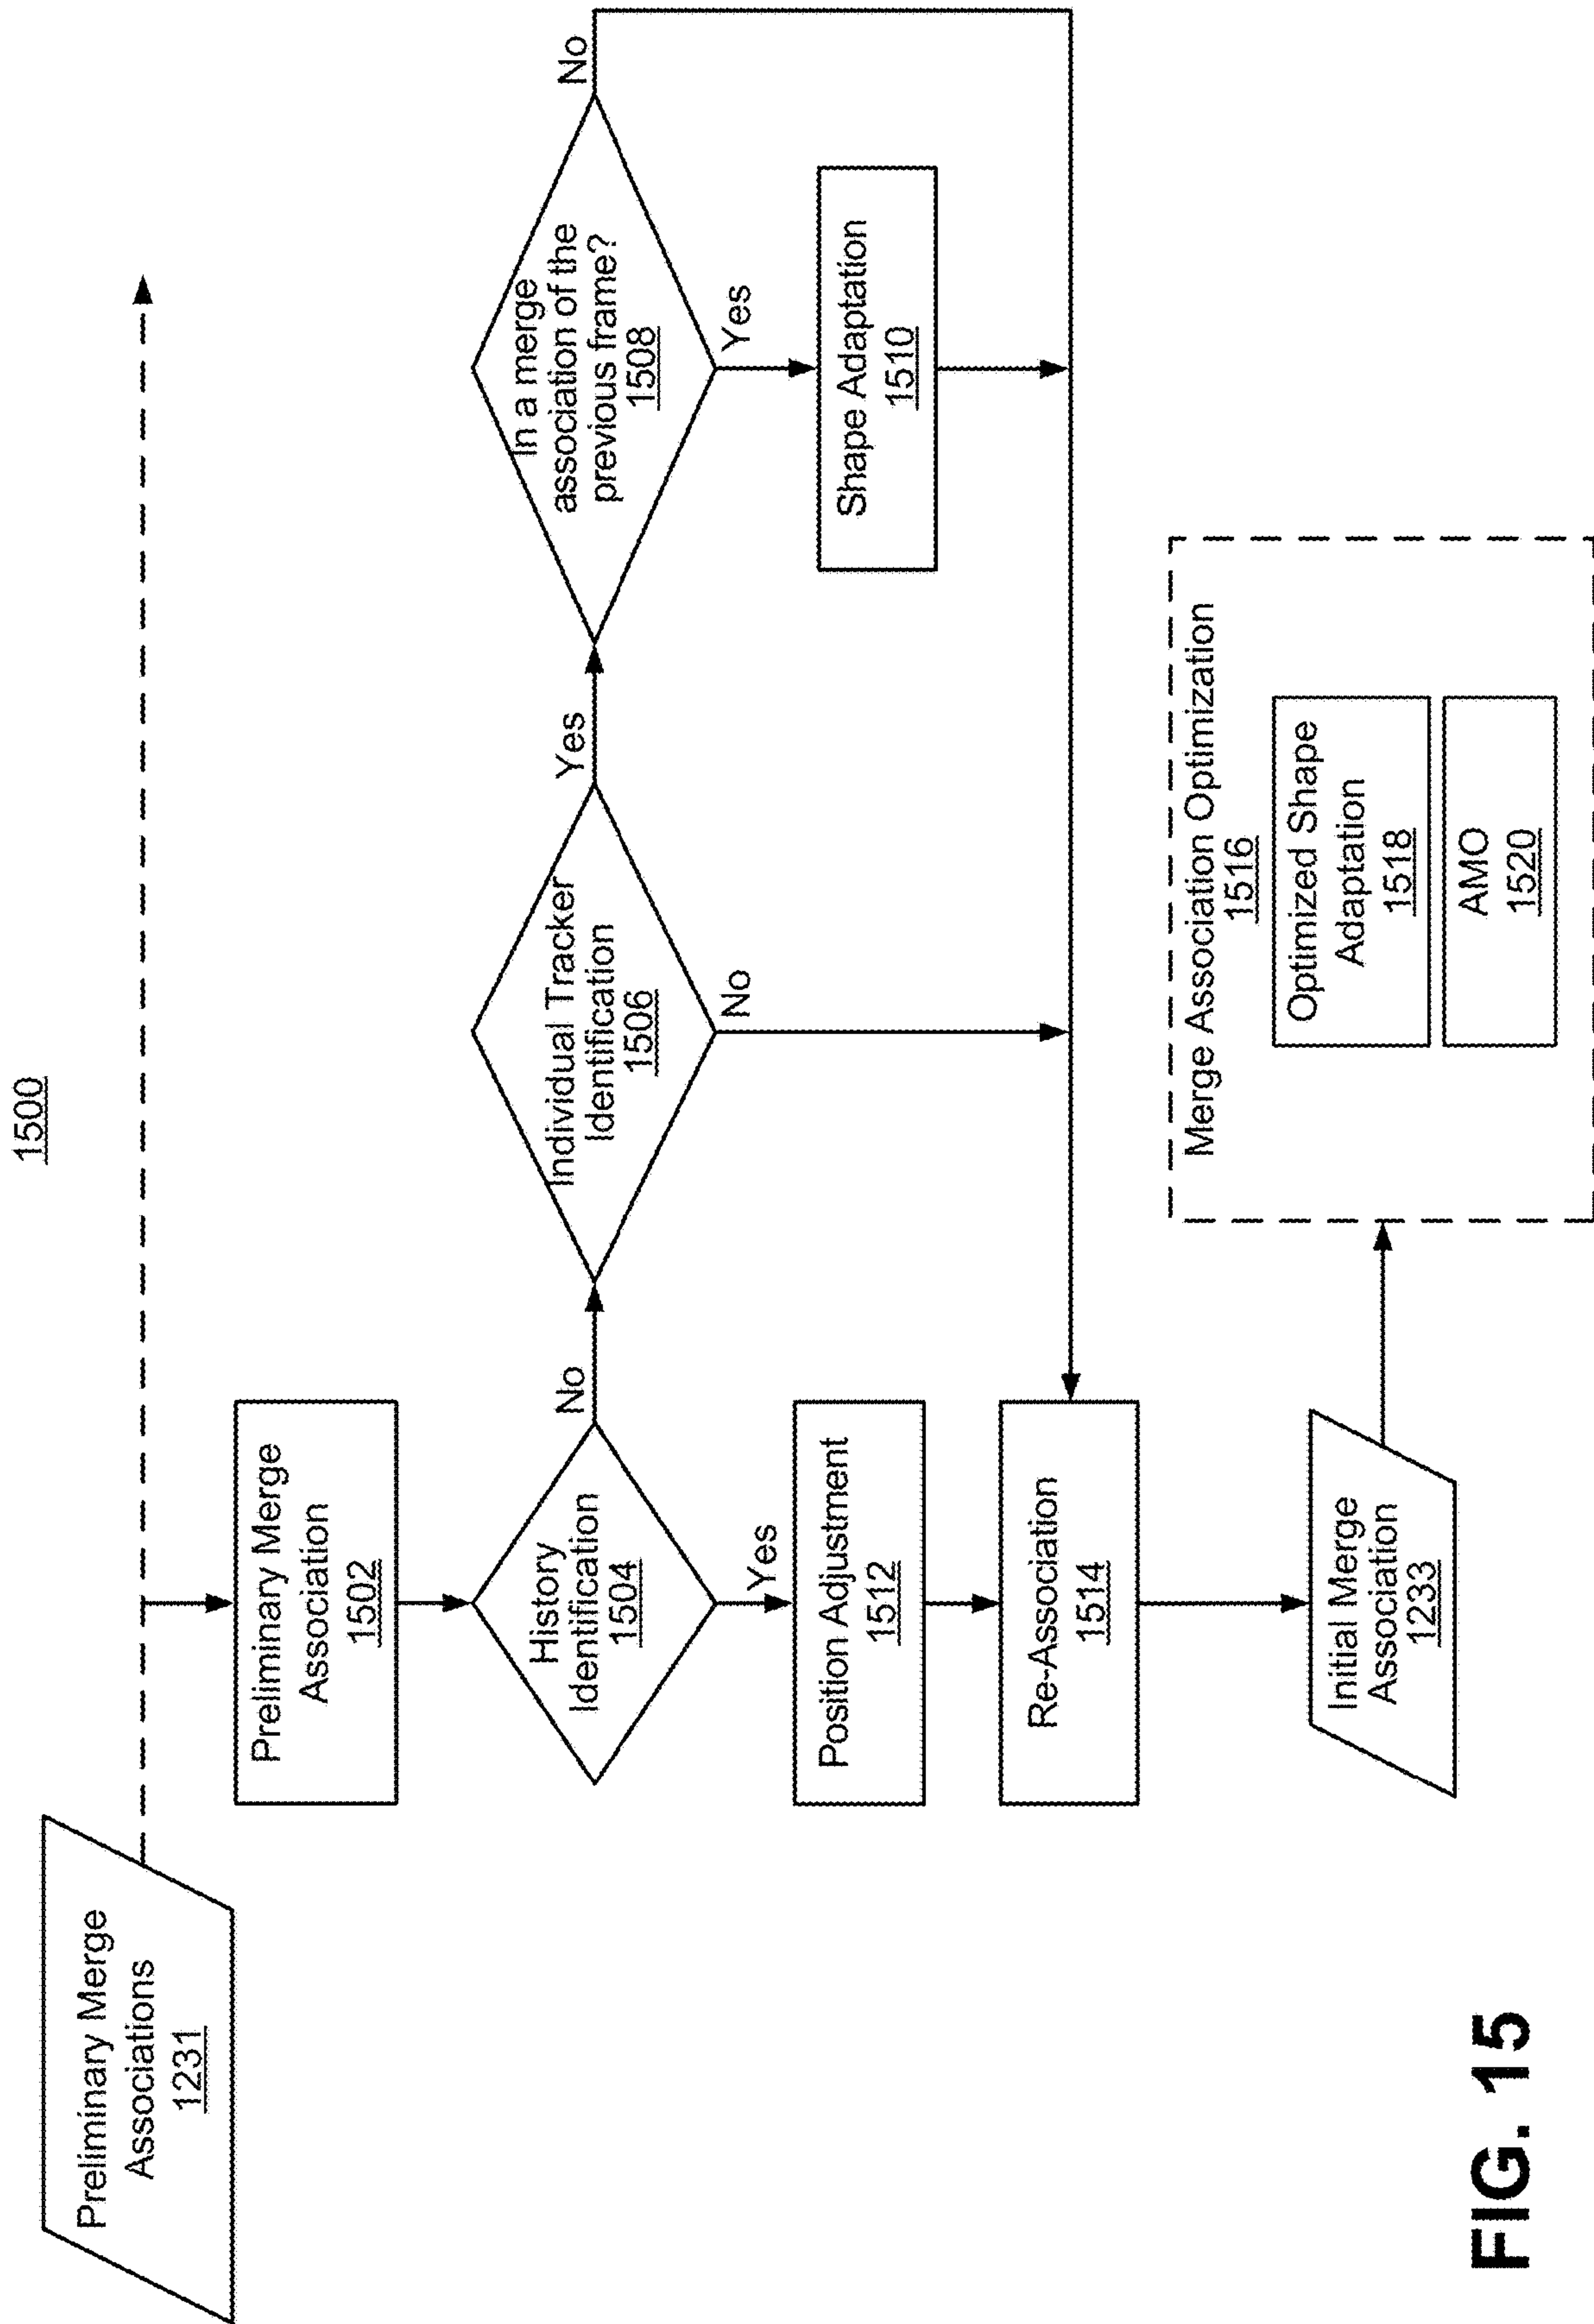 1500
Preliminary Merge
Associations
1231
Preliminary Merge
Association
1502
History
Identification
1504
No
Individual Tracker
Identification
1506
Yes
In a merge
association of the
previous frame?
1508
No
Yes
Position Adjustment
1512
No
Yes
Shape Adaptation
1510
Re-Association
1514
Initial Merge
Association
1233
Merge Association Optimization
1516
Optimized Shape
Adaptation
1518
AMO
1520
FIG. 15